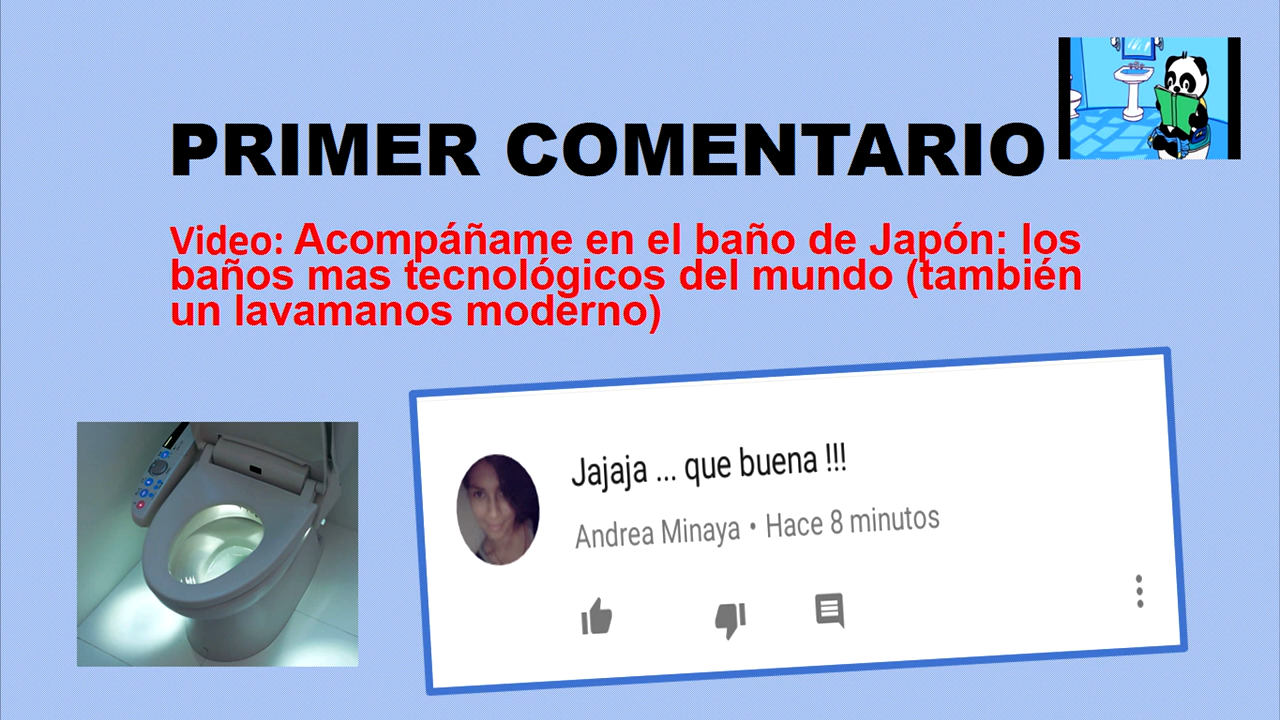 PRIMER COMENTARIO
Video: Acompáñame en el baño de Japón: los
baños mas tecnológicos del mundo (también
un lavamanos moderno)
Jajaja ... que buena !!!
Andrea Minaya • Hace 8 minutos